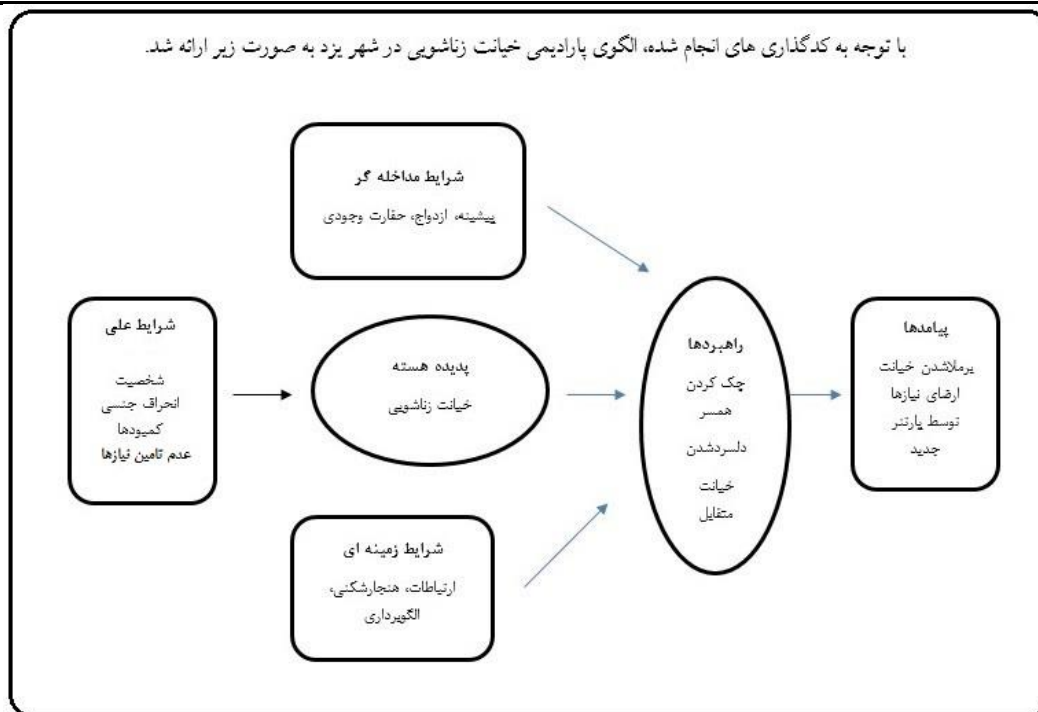 با توجه به کدگذاری های انجام شده، الگوی پارادیمی خیانت زناشویی در شهر یزد به صورت زیر ارائه شد.
شرایط مداخله گر
پیشینه، ازدواج، حقارت وجودی
شرایط علی
شخصیت
انحراف جنسی
کمبودها
عدم تامین نیازها
پدیده هسته
خیانت زناشویی
شرایط زمینه ای
ارتباطات، هنجارشکنی،
الگوبرداری
راهبردها
چک کردن
همسر
دلسردشدن
خیانت
متقابل
پیامدها
برملاشدن خیانت
ارضای نیازها
توسط پارتنر
جدید